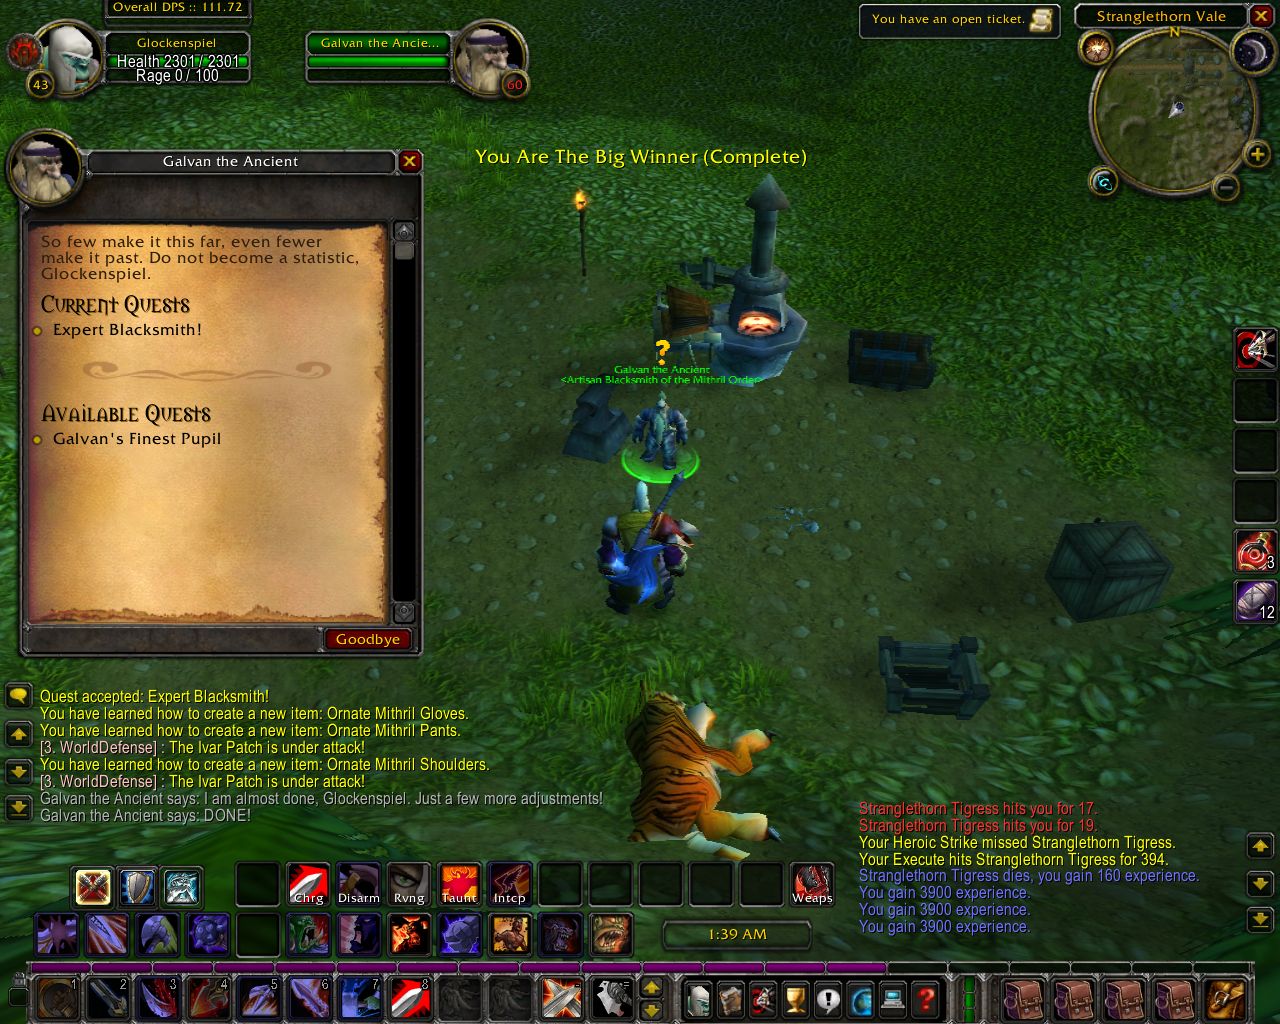 Overall DPS :: 111.72
Glockenspiel
Health 2301 / 2301
Rage 0 / 100
43
Galvan the Ancie...
60
You have an open ticket.
Stranglethorn Vale
N
Galvan the Ancient
You Are The Big Winner (Complete)
So few make it this far, even fewer
make it past. Do not become a statistic,
Glockenspiel.
Current Quests
Expert Blacksmith!
Available Quests
Galvan's Finest Pupil
Goodbye
?
Galvan the Ancient
<Artisan Blacksmith of the Mithril Order>
3
12
Quest accepted: Expert Blacksmith!
You have learned how to create a new item: Ornate Mithril Gloves.
You have learned how to create a new item: Ornate Mithril Pants.
[3. WorldDefense] : The Ivar Patch is under attack!
You have learned how to create a new item: Ornate Mithril Shoulders.
[3. WorldDefense] : The Ivar Patch is under attack!
Galvan the Ancient says: I am almost done, Glockenspiel. Just a few more adjustments!
Galvan the Ancient says: DONE!
Stranglethorn Tigress hits you for 17.
Stranglethorn Tigress hits you for 19.
Your Heroic Strike missed Stranglethorn Tigress.
Your Execute hits Stranglethorn Tigress for 394.
Stranglethorn Tigress dies, you gain 160 experience.
You gain 3900 experience.
You gain 3900 experience.
You gain 3900 experience.
Chrg Disarm Rvng Taunt Intcp Weaps
1:39 AM
1 2 3 4 5 6 7 8 - =